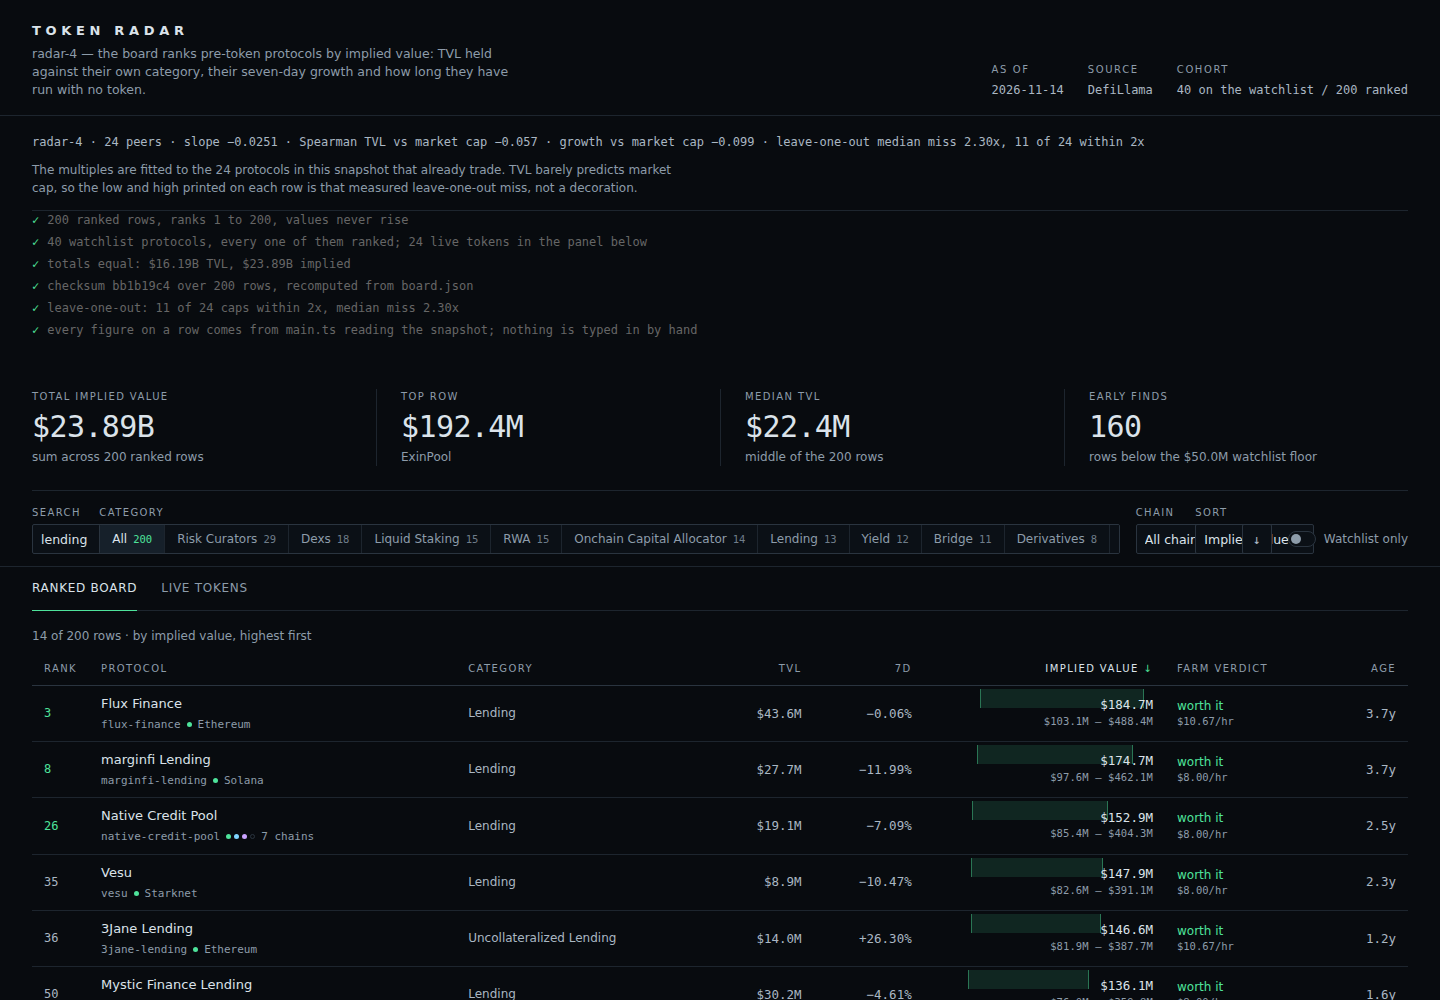 TOKEN RADAR
radar-4 — the board ranks pre-token protocols by implied value: TVL held
against their own category, their seven-day growth and how long they have
run with no token.
AS OF SOURCE COHORT
2026-11-14 DefiLlama 40 on the watchlist / 200 ranked
radar-4 · 24 peers · slope −0.0251 · Spearman TVL vs market cap −0.057 · growth vs market cap −0.099 · leave-one-out median miss 2.30x, 11 of 24 within 2x
The multiples are fitted to the 24 protocols in this snapshot that already trade. TVL barely predicts market
cap, so the low and high printed on each row is that measured leave-one-out miss, not a decoration.
✓ 200 ranked rows, ranks 1 to 200, values never rise
✓ 40 watchlist protocols, every one of them ranked; 24 live tokens in the panel below
✓ totals equal: $16.19B TVL, $23.89B implied
✓ checksum bb1b19c4 over 200 rows, recomputed from board.json
✓ leave-one-out: 11 of 24 caps within 2x, median miss 2.30x
✓ every figure on a row comes from main.ts reading the snapshot; nothing is typed in by hand
TOTAL IMPLIED VALUE TOP ROW MEDIAN TVL EARLY FINDS
$23.89B $192.4M $22.4M 160
sum across 200 ranked rows ExinPool middle of the 200 rows rows below the $50.0M watchlist floor
SEARCH CATEGORY CHAIN SORT
lending All 200 Risk Curators 29 Dexs 18 Liquid Staking 15 RWA 15 Onchain Capital Allocator 14 Lending 13 Yield 12 Bridge 11 Derivatives 8 All chain Implie ↓ lue Watchlist only
RANKED BOARD LIVE TOKENS
14 of 200 rows · by implied value, highest first
RANK PROTOCOL CATEGORY TVL 7D IMPLIED VALUE ↓ FARM VERDICT AGE
3 Flux Finance Lending $43.6M −0.06% $184.7M worth it 3.7y
flux-finance Ethereum $103.1M — $488.4M $10.67/hr
8 marginfi Lending Lending $27.7M −11.99% $174.7M worth it 3.7y
marginfi-lending Solana $97.6M — $462.1M $8.00/hr
26 Native Credit Pool Lending $19.1M −7.09% $152.9M worth it 2.5y
native-credit-pool 7 chains $85.4M — $404.3M $8.00/hr
35 Vesu Lending $8.9M −10.47% $147.9M worth it 2.3y
vesu Starknet $82.6M — $391.1M $8.00/hr
36 3Jane Lending Uncollateralized Lending $14.0M +26.30% $146.6M worth it 1.2y
3jane-lending Ethereum $81.9M — $387.7M $10.67/hr
50 Mystic Finance Lending Lending $30.2M −4.61% $136.1M worth it 1.6y